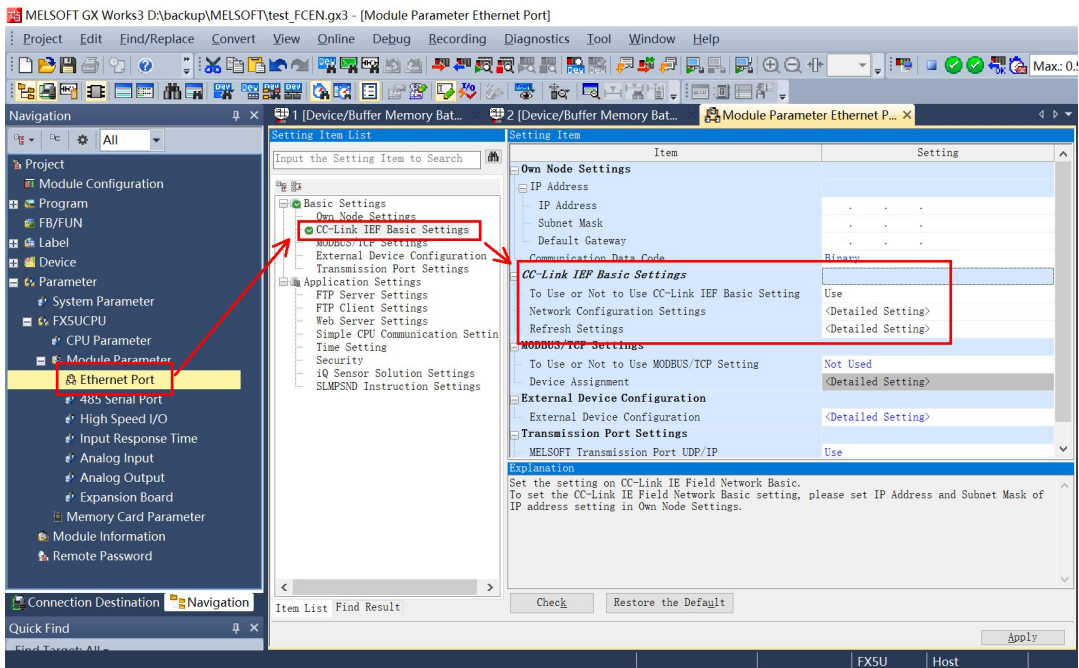 MELSOFT GX Works3 D:\backup\MELSOFT\test_FCEN.gx3 - [Module Parameter Ethernet Port]
Project Edit Find/Replace Convert View Online Debug Recording Diagnostics Tool Window Help
Max.: 0.5
Navigation
1 [Device/Buffer Memory Bat...
2 [Device/Buffer Memory Bat...
Module Parameter Ethernet P...
All
Project
Module Configuration
Program
FB/FUN
Label
Device
Parameter
System Parameter
FX5UCPU
CPU Parameter
Module Parameter
Ethernet Port
485 Serial Port
High Speed I/O
Input Response Time
Analog Input
Analog Output
Expansion Board
Memory Card Parameter
Module Information
Remote Password
Connection Destination Navigation
Quick Find
Find Target: All
Setting Item List
Input the Setting Item to Search
Basic Settings
Own Node Settings
CC-Link IEF Basic Settings
MODBUS/TCP Settings
External Device Configuration
Transmission Port Settings
Application Settings
FTP Server Settings
FTP Client Settings
Web Server Settings
Simple CPU Communication Settin
Time Setting
Security
iQ Sensor Solution Settings
SLMPSND Instruction Settings
Item List Find Result
Setting Item
Item Setting
Own Node Settings
IP Address
IP Address . . .
Subnet Mask . . .
Default Gateway . . .
Communication Data Code Binary
CC-Link IEF Basic Settings
To Use or Not to Use CC-Link IEF Basic Setting Use
Network Configuration Settings <Detailed Setting>
Refresh Settings <Detailed Setting>
MODBUS/TCP Settings
To Use or Not to Use MODBUS/TCP Setting Not Used
Device Assignment <Detailed Setting>
External Device Configuration
External Device Configuration <Detailed Setting>
Transmission Port Settings
MELSOFT Transmission Port UDP/IP Use
Explanation
Set the setting on CC-Link IE Field Network Basic.
To set the CC-Link IE Field Network Basic setting, please set IP Address and Subnet Mask of
IP address setting in Own Node Settings.
Check Restore the Default
Apply
FX5U Host